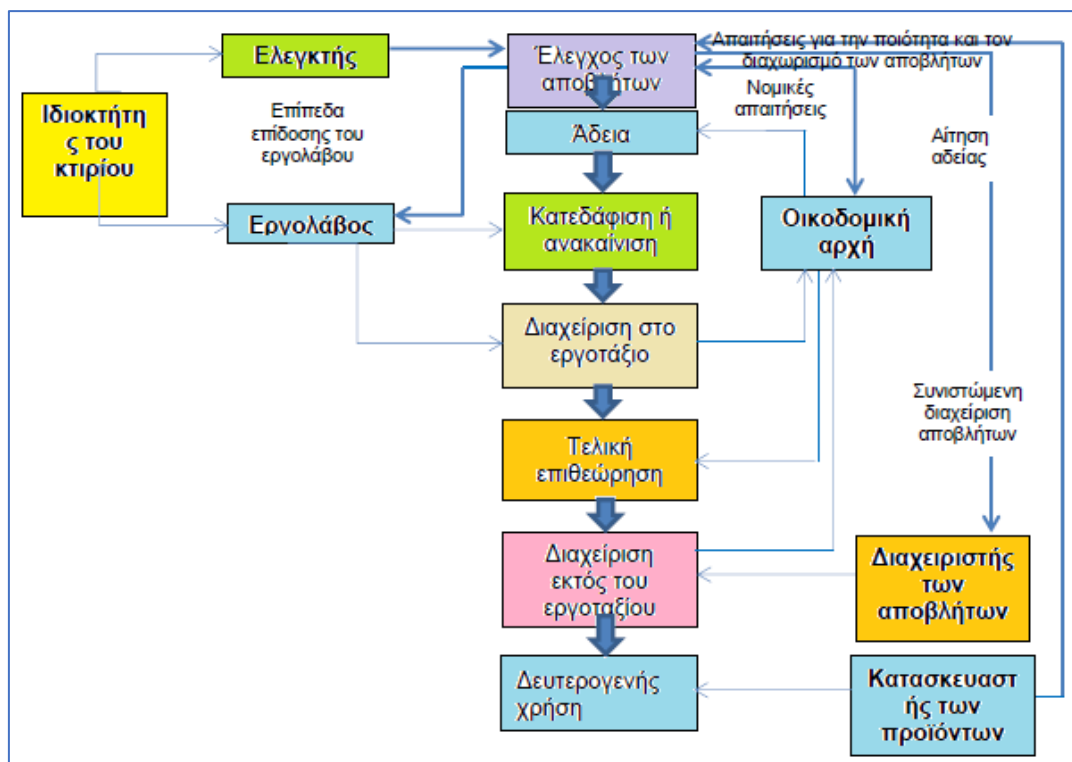 Ελεγκτής
Έλεγχος των
αποβλήτων
Απαιτήσεις για την ποιότητα και τον
διαχωρισμό των αποβλήτων
Νομικές
απαιτήσεις
Ιδιοκτήτη
ς του
κτιρίου
Επίπεδα
επίδοσης του
εργολάβου
Άδεια
Αίτηση
αδείας
Εργολάβος
Κατεδάφιση ή
ανακαίνιση
Οικοδομική
αρχή
Διαχείριση στο
εργοτάξιο
Συνιστώμενη
διαχείριση
αποβλήτων
Τελική
επιθεώρηση
Διαχείριση
εκτός του
εργοταξίου
Διαχειριστής
των
αποβλήτων
Δευτερογενής
χρήση
Κατασκευαστ
ής των
προϊόντων